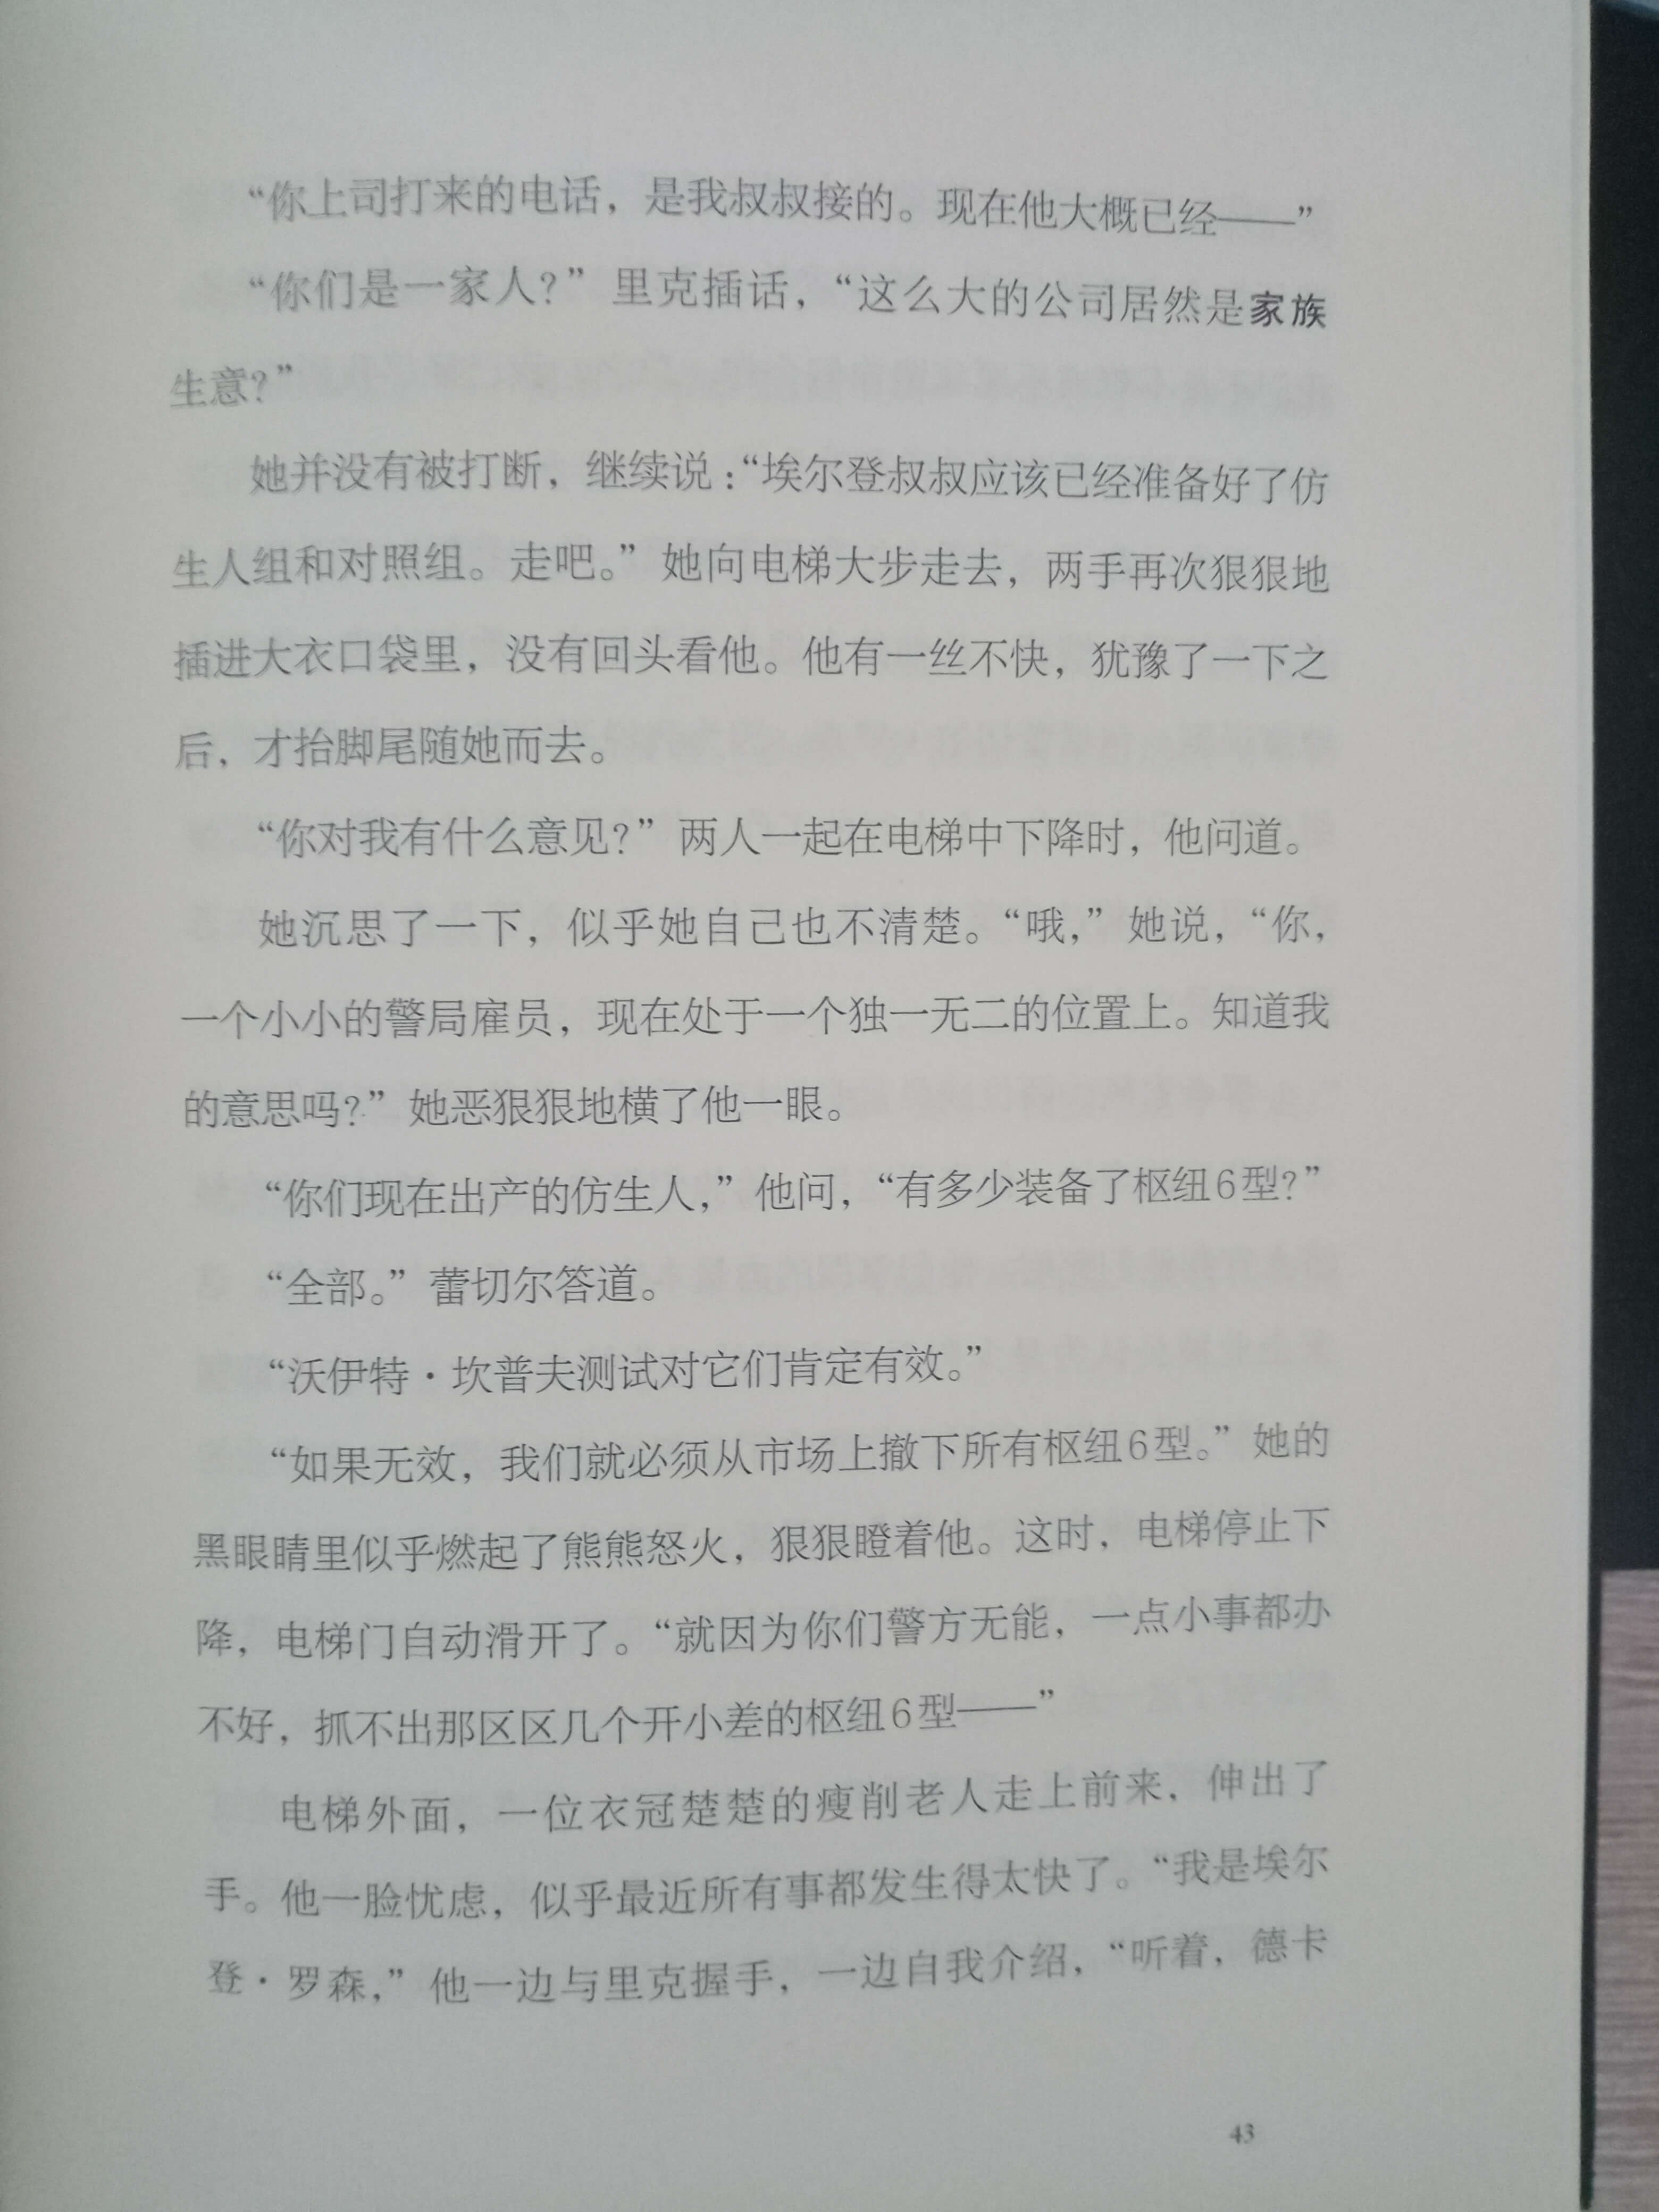 “你上司打来的电话，是我叔叔接的。现在他大概已经——”
“你们是一家人？”里克插话，“这么大的公司居然是家族
生意？”
她并没有被打断，继续说：“埃尔登叔叔应该已经准备好了仿
生人组和对照组。走吧。”她向电梯大步走去，两手再次狠狠地
插进大衣口袋里，没有回头看他。他有一丝不快，犹豫了一下之
后，才抬脚尾随她而去。
“你对我有什么意见？”两人一起在电梯中下降时，他问道。
她沉思了一下，似乎她自己也不清楚。“哦，”她说，“你，
一个小小的警局雇员，现在处于一个独一无二的位置上。知道我
的意思吗？”她恶狠狠地横了他一眼。
“你们现在出产的仿生人，”他问，“有多少装备了枢纽6型？”
“全部。”蕾切尔答道。
“沃伊特·坎普夫测试对它们肯定有效。”
“如果无效，我们就必须从市场上撤下所有枢纽6型。”她的
黑眼睛里似乎燃起了熊熊怒火，狠狠瞪着他。这时，电梯停止下
降，电梯门自动滑开了。“就因为你们警方无能，一点小事都办
不好，抓不出那区区几个开小差的枢纽6型——”
电梯外面，一位衣冠楚楚的瘦削老人走上前来，伸出了
手。他一脸忧虑，似乎最近所有事都发生得太快了。“我是埃尔
登·罗森，”他一边与里克握手，一边自我介绍，“听着，德卡
43